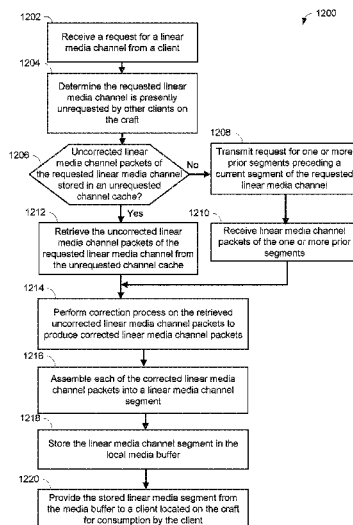 1200
1202
Receive a request for a linear
media channel from a client
1204
Determine the requested linear
media channel is presently
unrequested by other clients on
the craft
1206
Uncorrected linear
media channel packets of
the requested linear media channel
stored in an unrequested
channel cache?
No
1208
Transmit request for one or more
prior segments preceding a
current segment of the requested
linear media channel
Yes
1210
Receive linear media channel
packets of the one or more prior
segments
1212
Retrieve the uncorrected linear
media channel packets of the
requested linear media channel from
the unrequested channel cache
1214
Perform correction process on the retrieved
uncorrected linear media channel packets to
produce corrected linear media channel packets
1216
Assemble each of the corrected linear media
channel packets into a linear media channel
segment
1218
Store the linear media channel segment in the
local media buffer
1220
Provide the stored linear media segment from
the media buffer to a client located on the craft
for consumption by the client